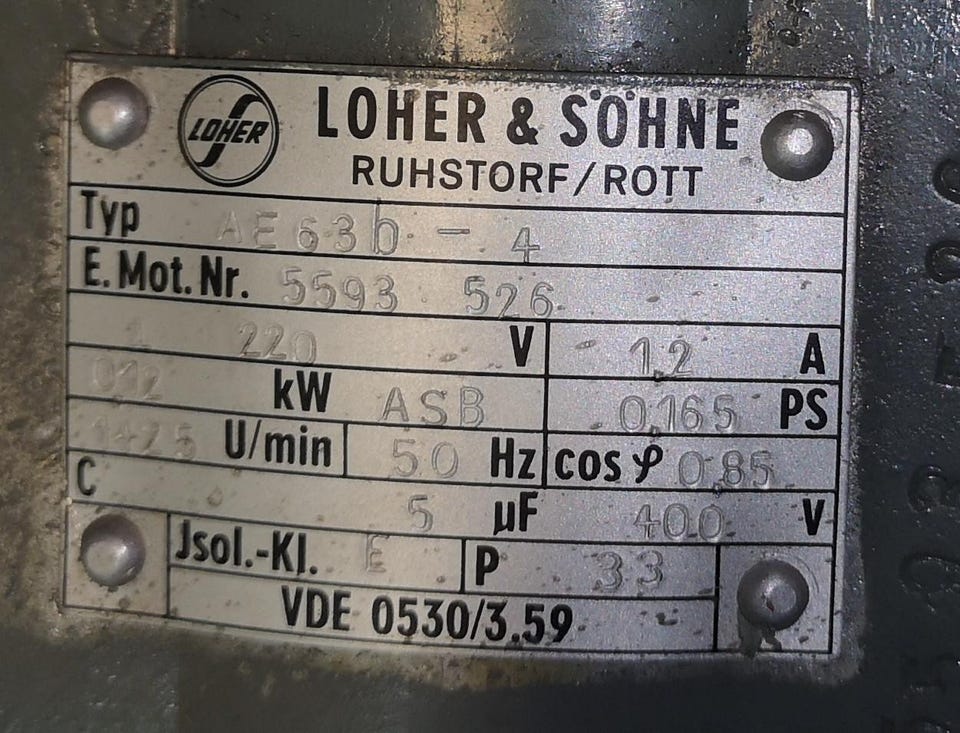 LOHER
LOHER & SÖHNE
RUHSTORF/ROTT
Typ AE63b - 4
E.Mot.Nr. 5593 526
1 220 V 1,2 A
0,12 kW ASB 0,165 PS
1425 U/min 50 Hz cos φ 0,85
C 5 µF 400 V
Jsol.-Kl. E P 33
VDE 0530/3.59